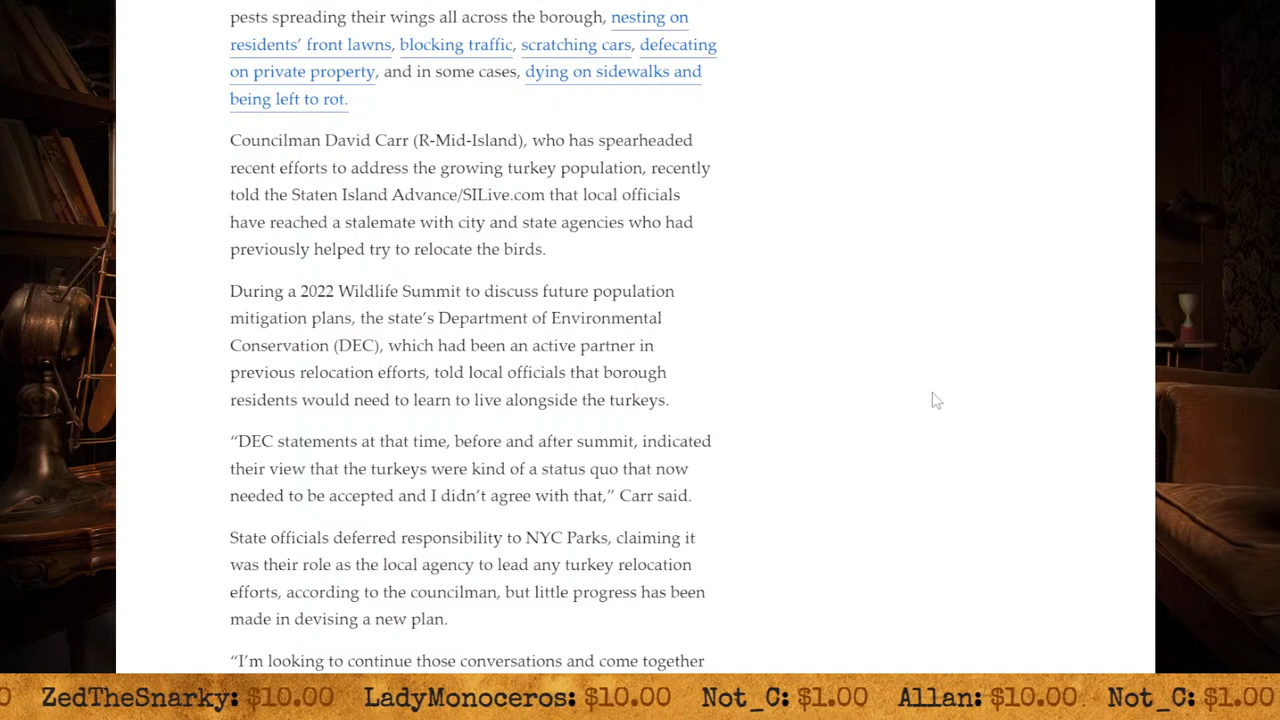 pests spreading their wings all across the borough, nesting on
residents’ front lawns, blocking traffic, scratching cars, defecating
on private property, and in some cases, dying on sidewalks and
being left to rot.
Councilman David Carr (R-Mid-Island), who has spearheaded
recent efforts to address the growing turkey population, recently
told the Staten Island Advance/SILive.com that local officials
have reached a stalemate with city and state agencies who had
previously helped try to relocate the birds.
During a 2022 Wildlife Summit to discuss future population
mitigation plans, the state’s Department of Environmental
Conservation (DEC), which had been an active partner in
previous relocation efforts, told local officials that borough
residents would need to learn to live alongside the turkeys.
“DEC statements at that time, before and after summit, indicated
their view that the turkeys were kind of a status quo that now
needed to be accepted and I didn’t agree with that,” Carr said.
State officials deferred responsibility to NYC Parks, claiming it
was their role as the local agency to lead any turkey relocation
efforts, according to the councilman, but little progress has been
made in devising a new plan.
“I’m looking to continue those conversations and come together
0 ZedTheSnarky: $10.00 LadyMonoceros: $10.00 Not_C: $1.00 Allan: $10.00 Not_C: $1.00